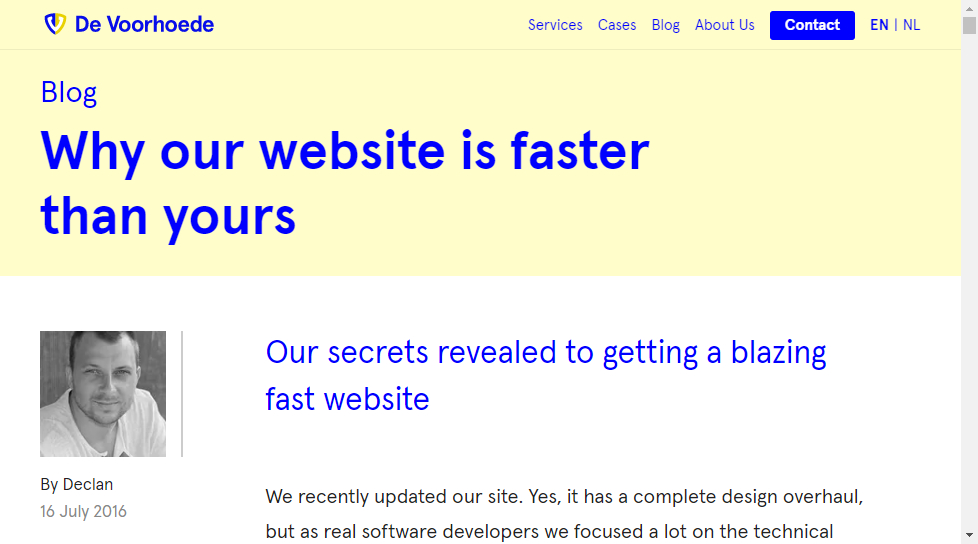 De Voorhoede
Services Cases Blog About Us Contact EN | NL
Blog
Why our website is faster
than yours
Our secrets revealed to getting a blazing
fast website
By Declan
16 July 2016
We recently updated our site. Yes, it has a complete design overhaul,
but as real software developers we focused a lot on the technical